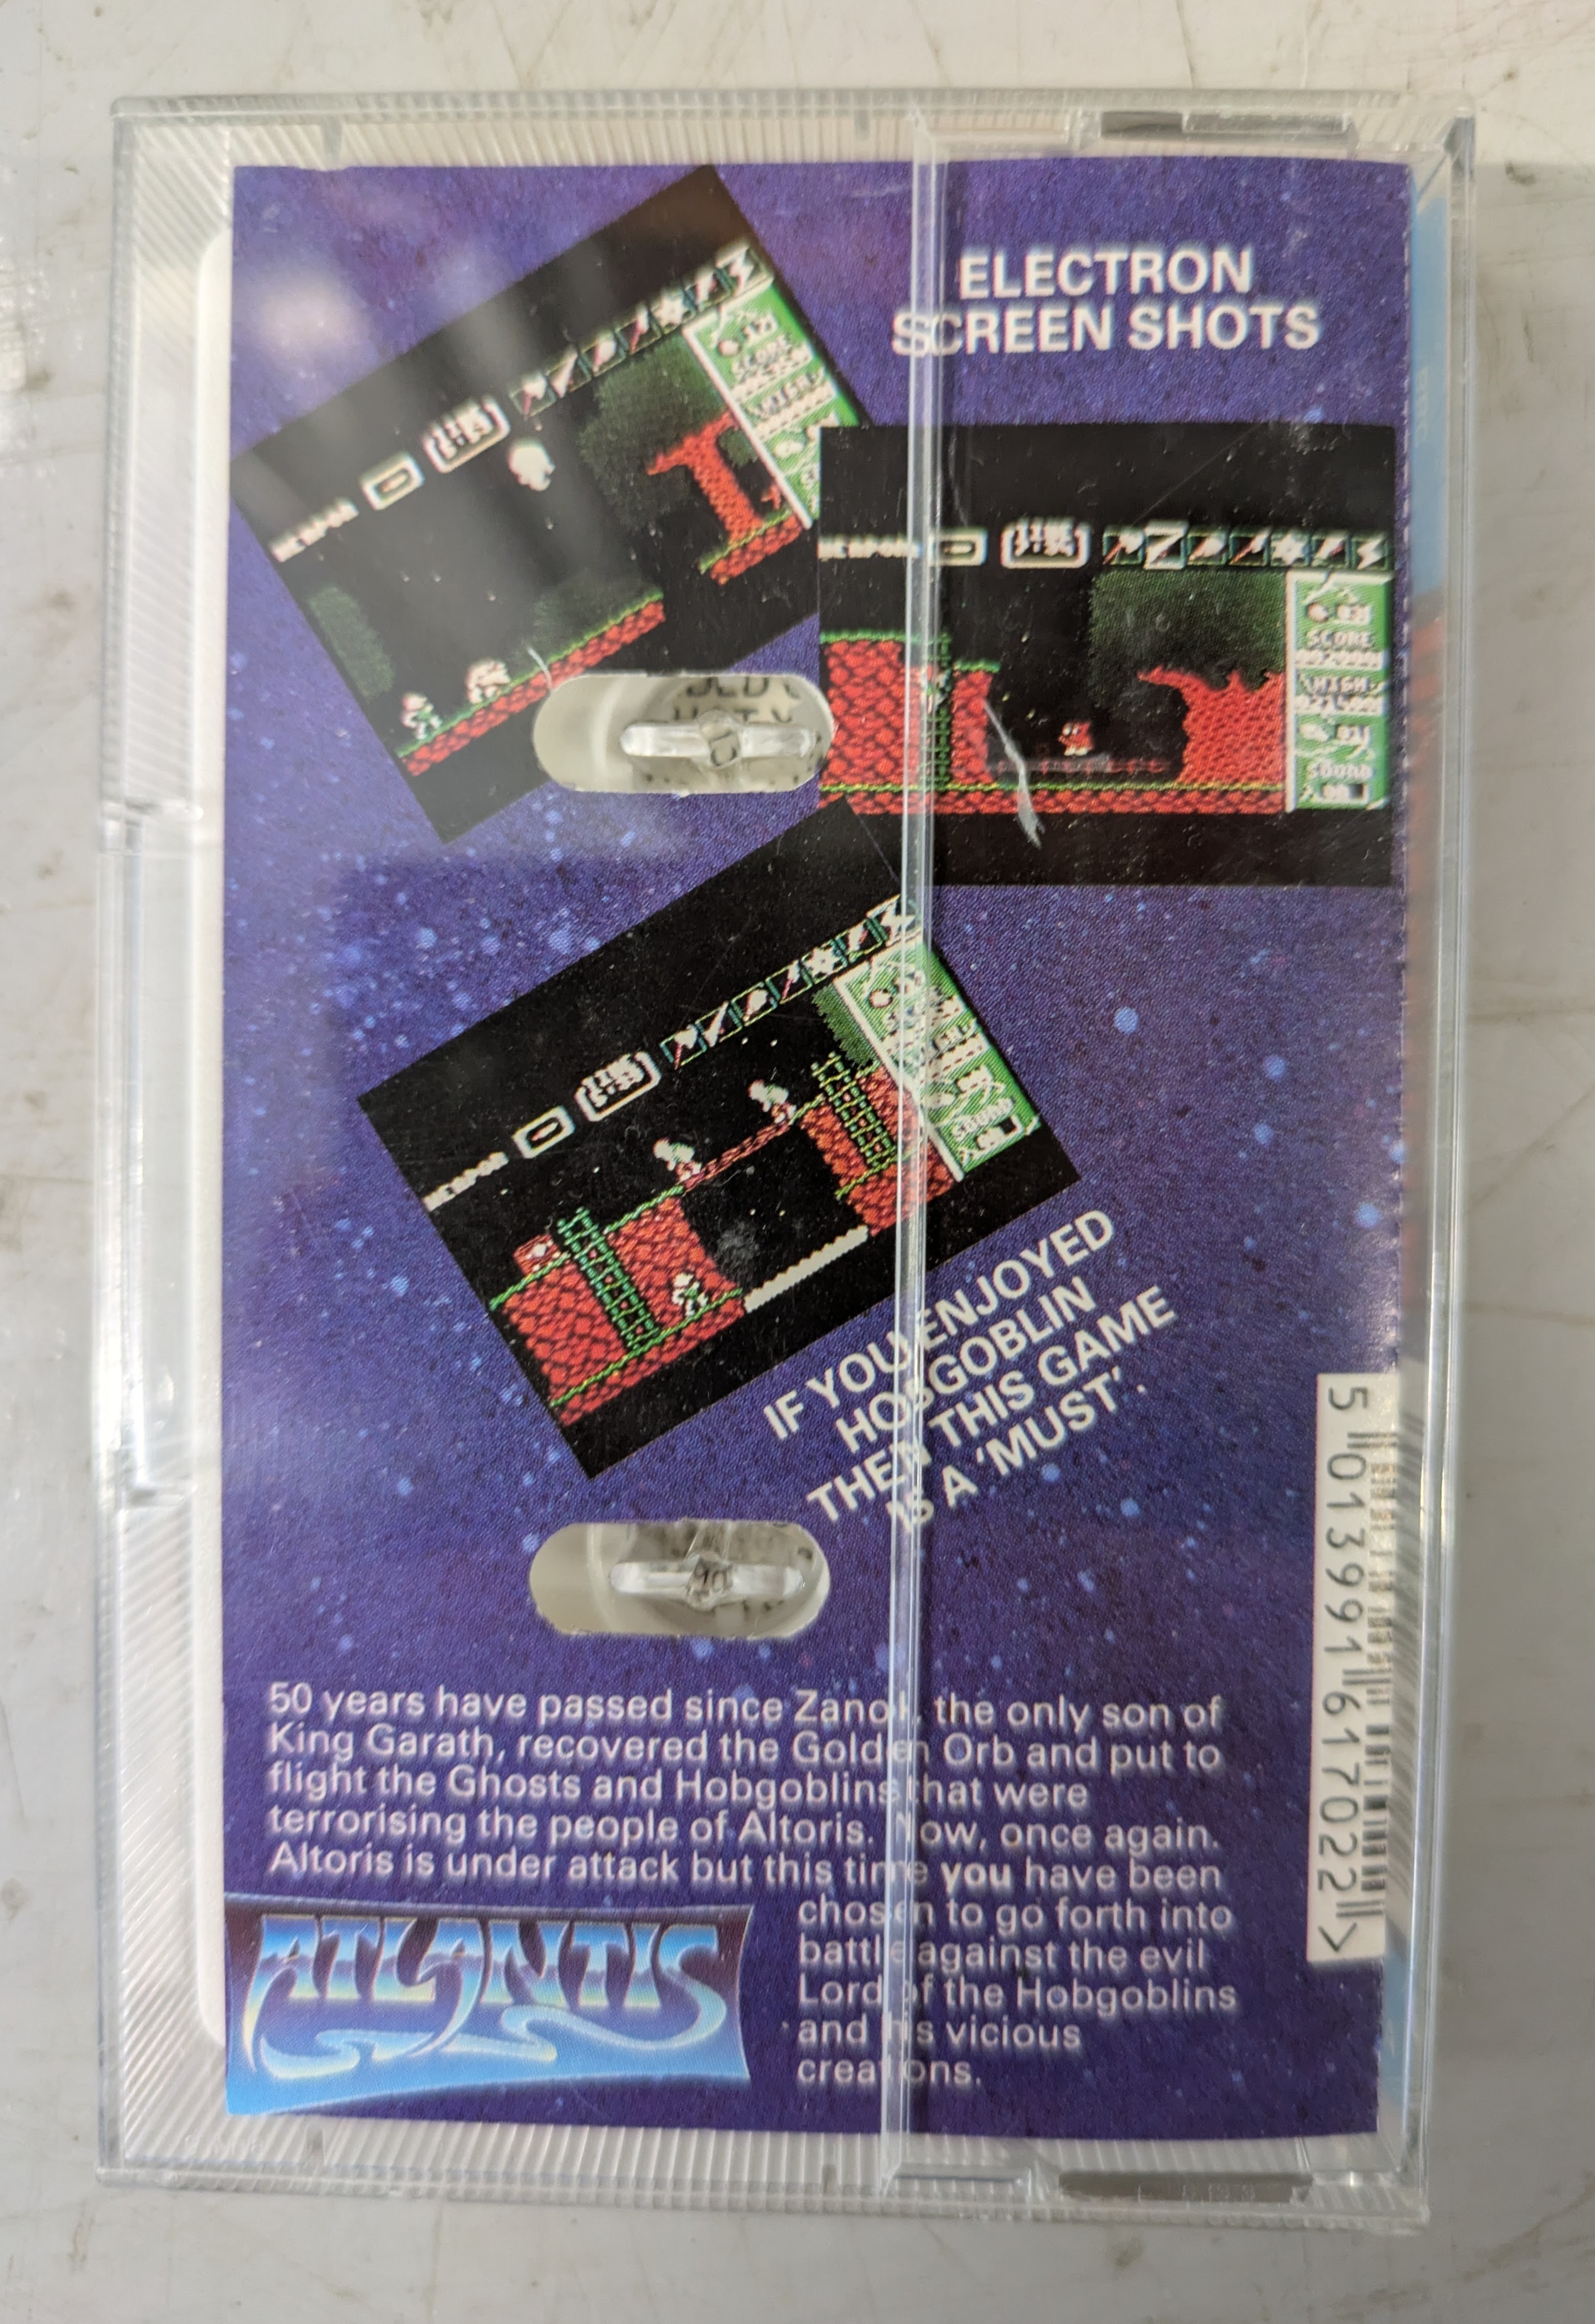 ELECTRON
SCREEN SHOTS
WEAPON
SCORE
HIGH
SOUND
IF YOU ENJOYED
HOBGOBLIN
THEN THIS GAME
IS A 'MUST'.
5 013991 617022 >
50 years have passed since Zanok, the only son of
King Garath, recovered the Golden Orb and put to
flight the Ghosts and Hobgoblins that were
terrorising the people of Altoris. Now, once again.
Altoris is under attack but this time you have been
chosen to go forth into
battle against the evil
Lord of the Hobgoblins
and his vicious
creations.
ATLANTIS